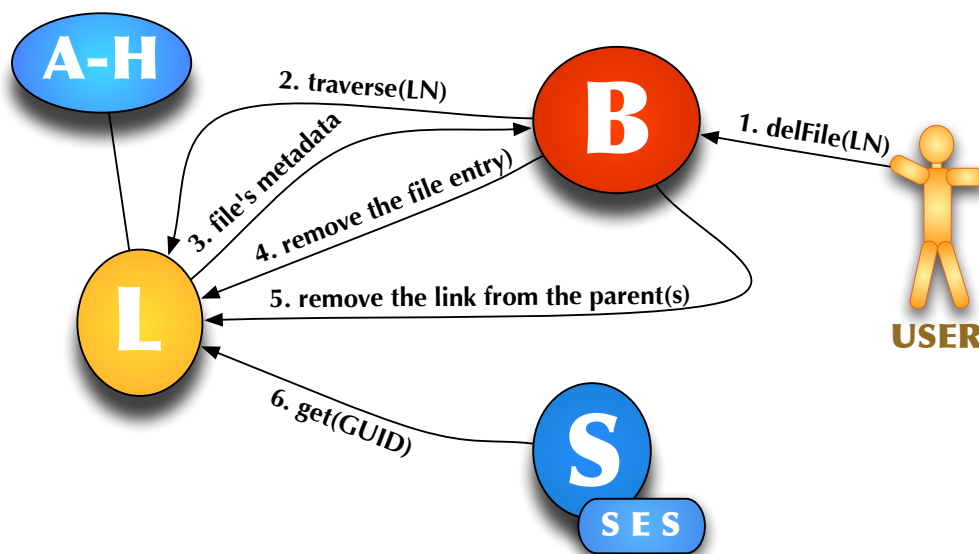 A-H
2. traverse(LN)
B
1. delFile(LN)
3. file's metadata
4. remove the file entry)
5. remove the link from the parent(s)
L
USER
6. get(GUID)
S
S E S